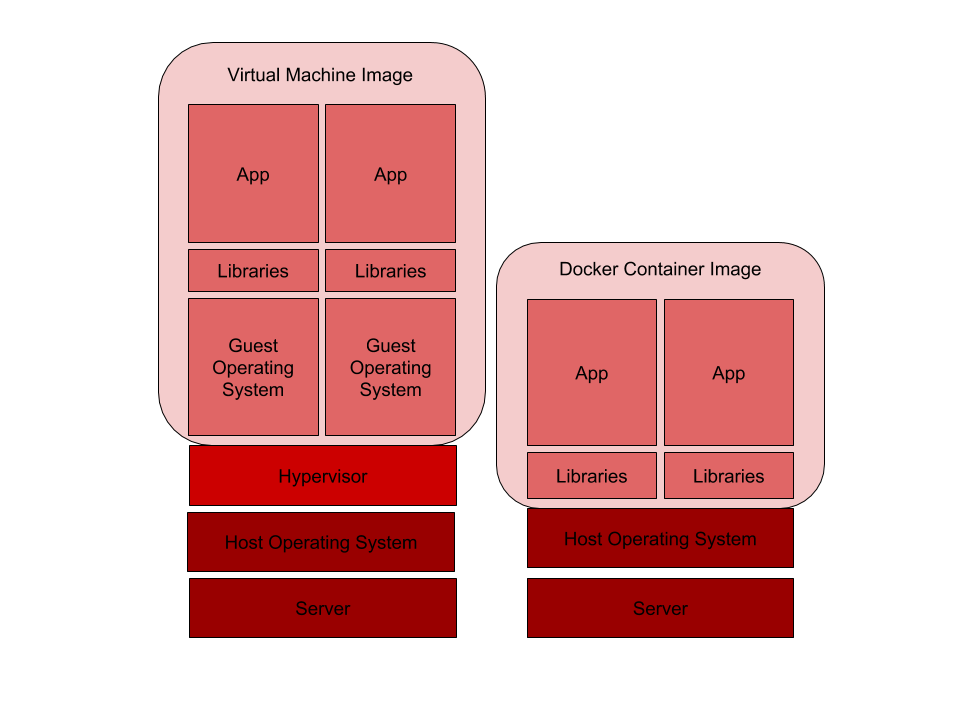 Virtual Machine Image
App
App
Libraries
Libraries
Guest
Operating
System
Guest
Operating
System
Hypervisor
Host Operating System
Server
Docker Container Image
App
App
Libraries
Libraries
Host Operating System
Server